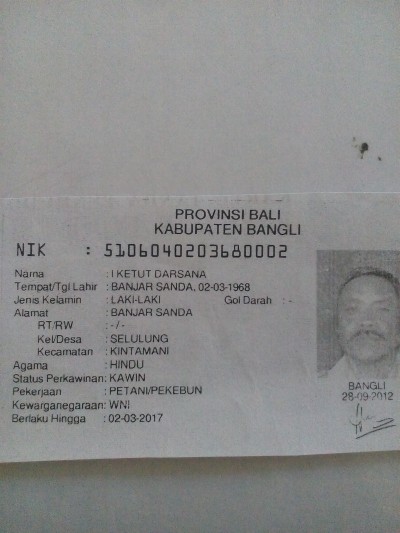 PROVINSI BALI
KABUPATEN BANGLI
NIK : 5106040203680002
Nama : I KETUT DARSANA
Tempat/Tgl Lahir : BANJAR SANDA, 02-03-1968
Jenis Kelamin : LAKI-LAKI Gol Darah : -
Alamat : BANJAR SANDA
RT/RW : -/-
Kel/Desa : SELULUNG
Kecamatan : KINTAMANI
Agama : HINDU
Status Perkawinan: KAWIN
Pekerjaan : PETANI/PEKEBUN
Kewarganegaraan: WNI
Berlaku Hingga : 02-03-2017
BANGLI
28-09-2012